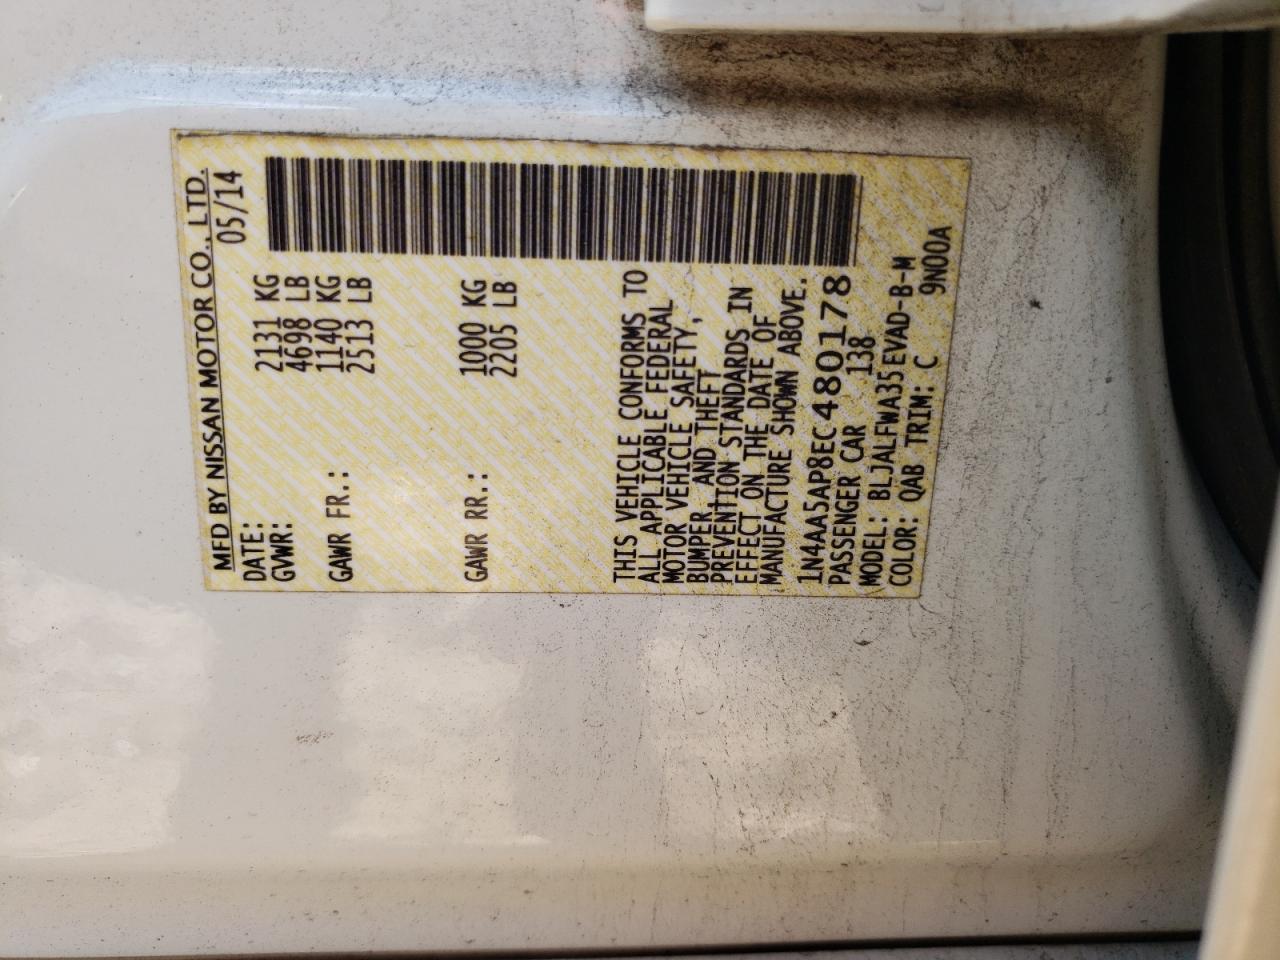 MFD BY NISSAN MOTOR CO., LTD.
DATE: 05/14
GVWR: 2131 KG
4698 LB
GAWR FR.: 1140 KG
2513 LB
GAWR RR.: 1000 KG
2205 LB
THIS VEHICLE CONFORMS TO
ALL APPLICABLE FEDERAL
MOTOR VEHICLE SAFETY,
BUMPER, AND THEFT
PREVENTION STANDARDS IN
EFFECT ON THE DATE OF
MANUFACTURE SHOWN ABOVE.
1N4AA5AP8EC480178
PASSENGER CAR 138
MODEL: BLJALFWA35EVAD-B-M
COLOR: QAB TRIM: C 9N00A